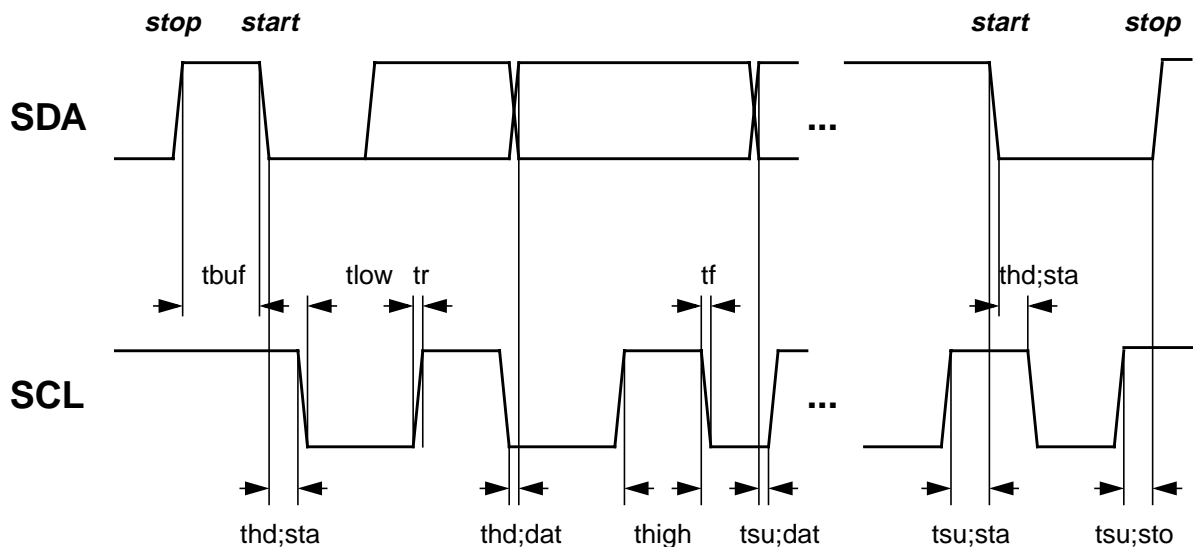 stop start start stop
SDA ...
tbuf tlow tr tf thd;sta
SCL ...
thd;sta thd;dat thigh tsu;dat tsu;sta tsu;sto